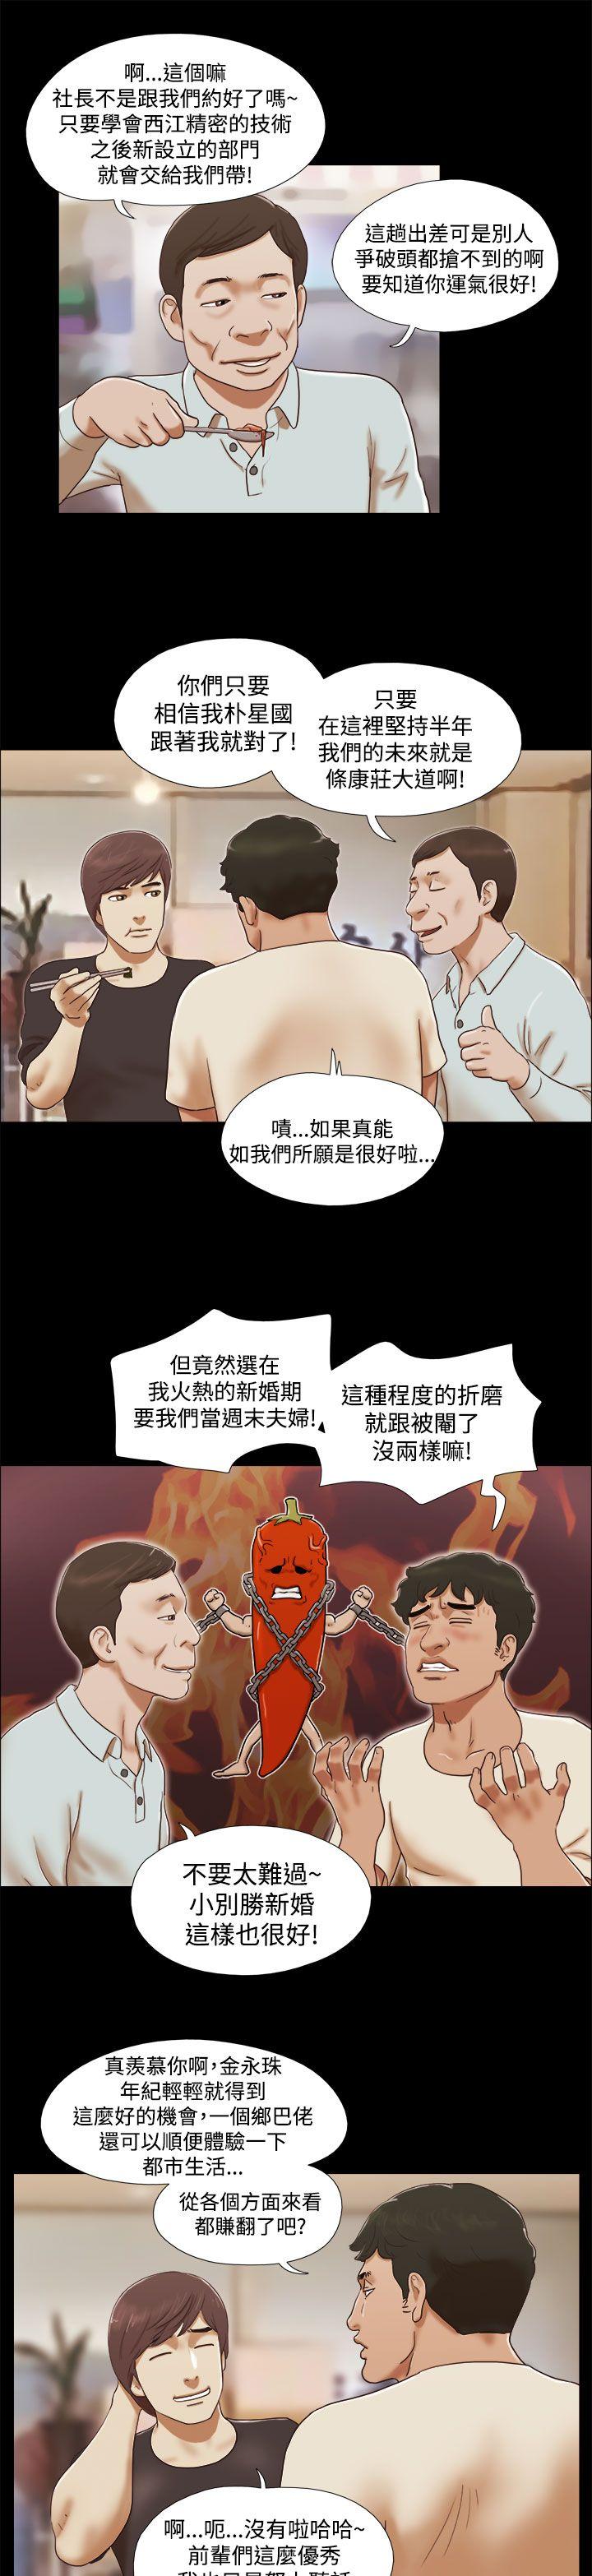 啊...這個嘛
社長不是跟我們約好了嗎~
只要學會西江精密的技術
之後新設立的部門
就會交給我們帶!
這趟出差可是別人
爭破頭都搶不到的啊
要知道你運氣很好!
你們只要
相信我朴星國
跟著我就對了!
只要
在這裡堅持半年
我們的未來就是
條康莊大道啊!
嘖...如果真能
如我們所願是很好啦...
但竟然選在
我火熱的新婚期
要我們當週末夫婦!
這種程度的折磨
就跟被閹了
沒兩樣嘛!
不要太難過~
小別勝新婚
這樣也很好!
真羨慕你啊,金永珠
年紀輕輕就得到
這麼好的機會,一個鄉巴佬
還可以順便體驗一下
都市生活...
從各個方面來看
都賺翻了吧?
啊...呃...沒有啦哈哈~
前輩們這麼優秀